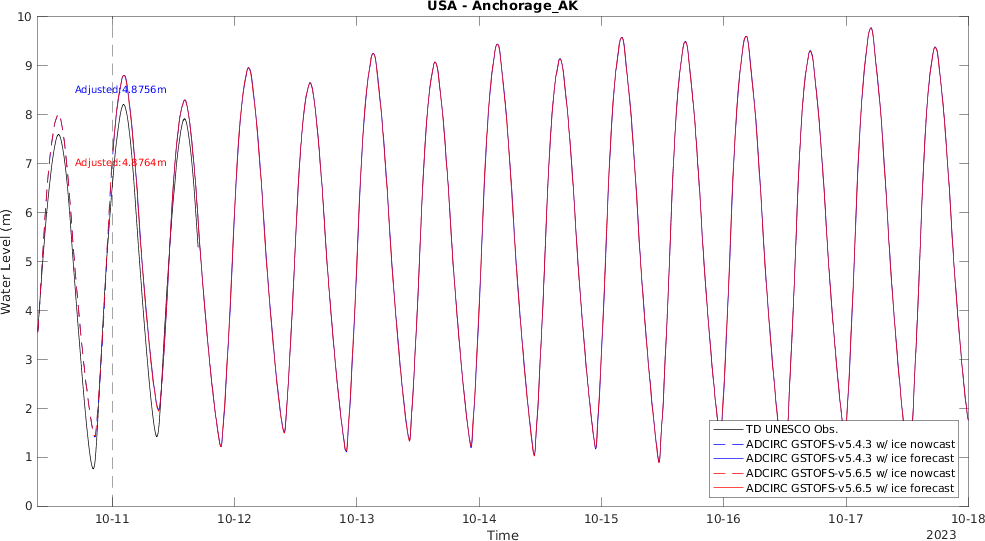 USA - Anchorage_AK
10
9
8
7
6
5
4
3
2
1
0
Water Level (m)
Adjusted:4.8756m
Adjusted:4.8764m
TD UNESCO Obs.
ADCIRC GSTOFS-v5.4.3 w/ ice nowcast
ADCIRC GSTOFS-v5.4.3 w/ ice forecast
ADCIRC GSTOFS-v5.6.5 w/ ice nowcast
ADCIRC GSTOFS-v5.6.5 w/ ice forecast
10-11 10-12 10-13 10-14 10-15 10-16 10-17 10-18
Time
2023